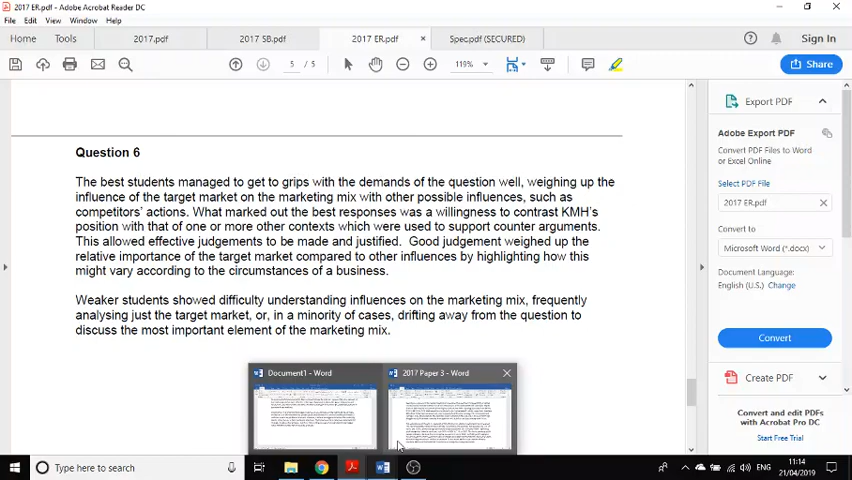 2017 ER.pdf - Adobe Acrobat Reader DC
File Edit View Window Help
Home Tools 2017.pdf 2017 SB.pdf 2017 ER.pdf × Spec.pdf (SECURED) Sign In
5 / 5 119% Share
Export PDF
Adobe Export PDF
Convert PDF Files to Word
or Excel Online
Select PDF File
2017 ER.pdf
Convert to
Microsoft Word (*.docx)
Document Language:
English (U.S.) Change
Convert
Create PDF
Convert and edit PDFs
with Acrobat Pro DC
Start Free Trial
Question 6
The best students managed to get to grips with the demands of the question well, weighing up the
influence of the target market on the marketing mix with other possible influences, such as
competitors' actions. What marked out the best responses was a willingness to contrast KMH's
position with that of one or more other contexts which were used to support counter arguments.
This allowed effective judgements to be made and justified. Good judgement weighed up the
relative importance of the target market compared to other influences by highlighting how this
might vary according to the circumstances of a business.
Weaker students showed difficulty understanding influences on the marketing mix, frequently
analysing just the target market, or, in a minority of cases, drifting away from the question to
discuss the most important element of the marketing mix.
Document1 - Word 2017 Paper 3 - Word
Type here to search
ENG
11:14
21/04/2019